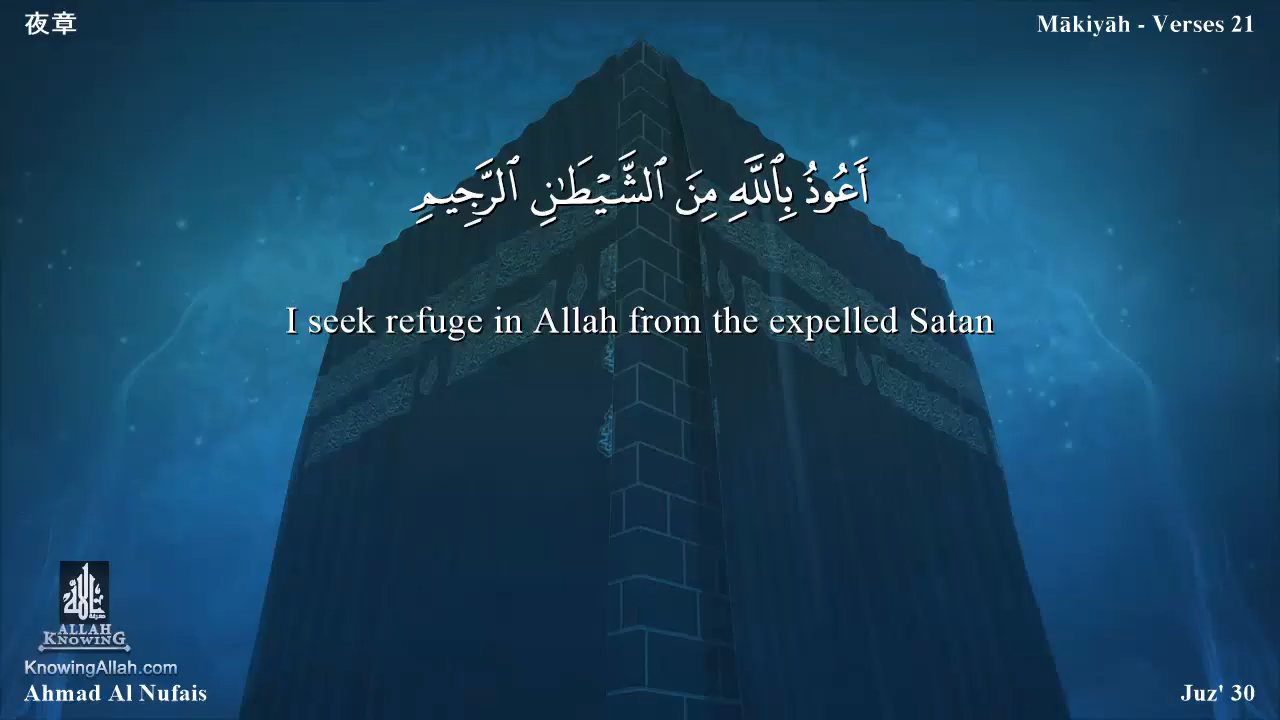 夜章
Mākiyāh - Verses 21
أَعُوذُ بِٱللَّهِ مِنَ ٱلشَّيْطَـٰنِ ٱلرَّجِيمِ
I seek refuge in Allah from the expelled Satan
ALLAH
KNOWING
KnowingAllah.com
Ahmad Al Nufais
Juz' 30